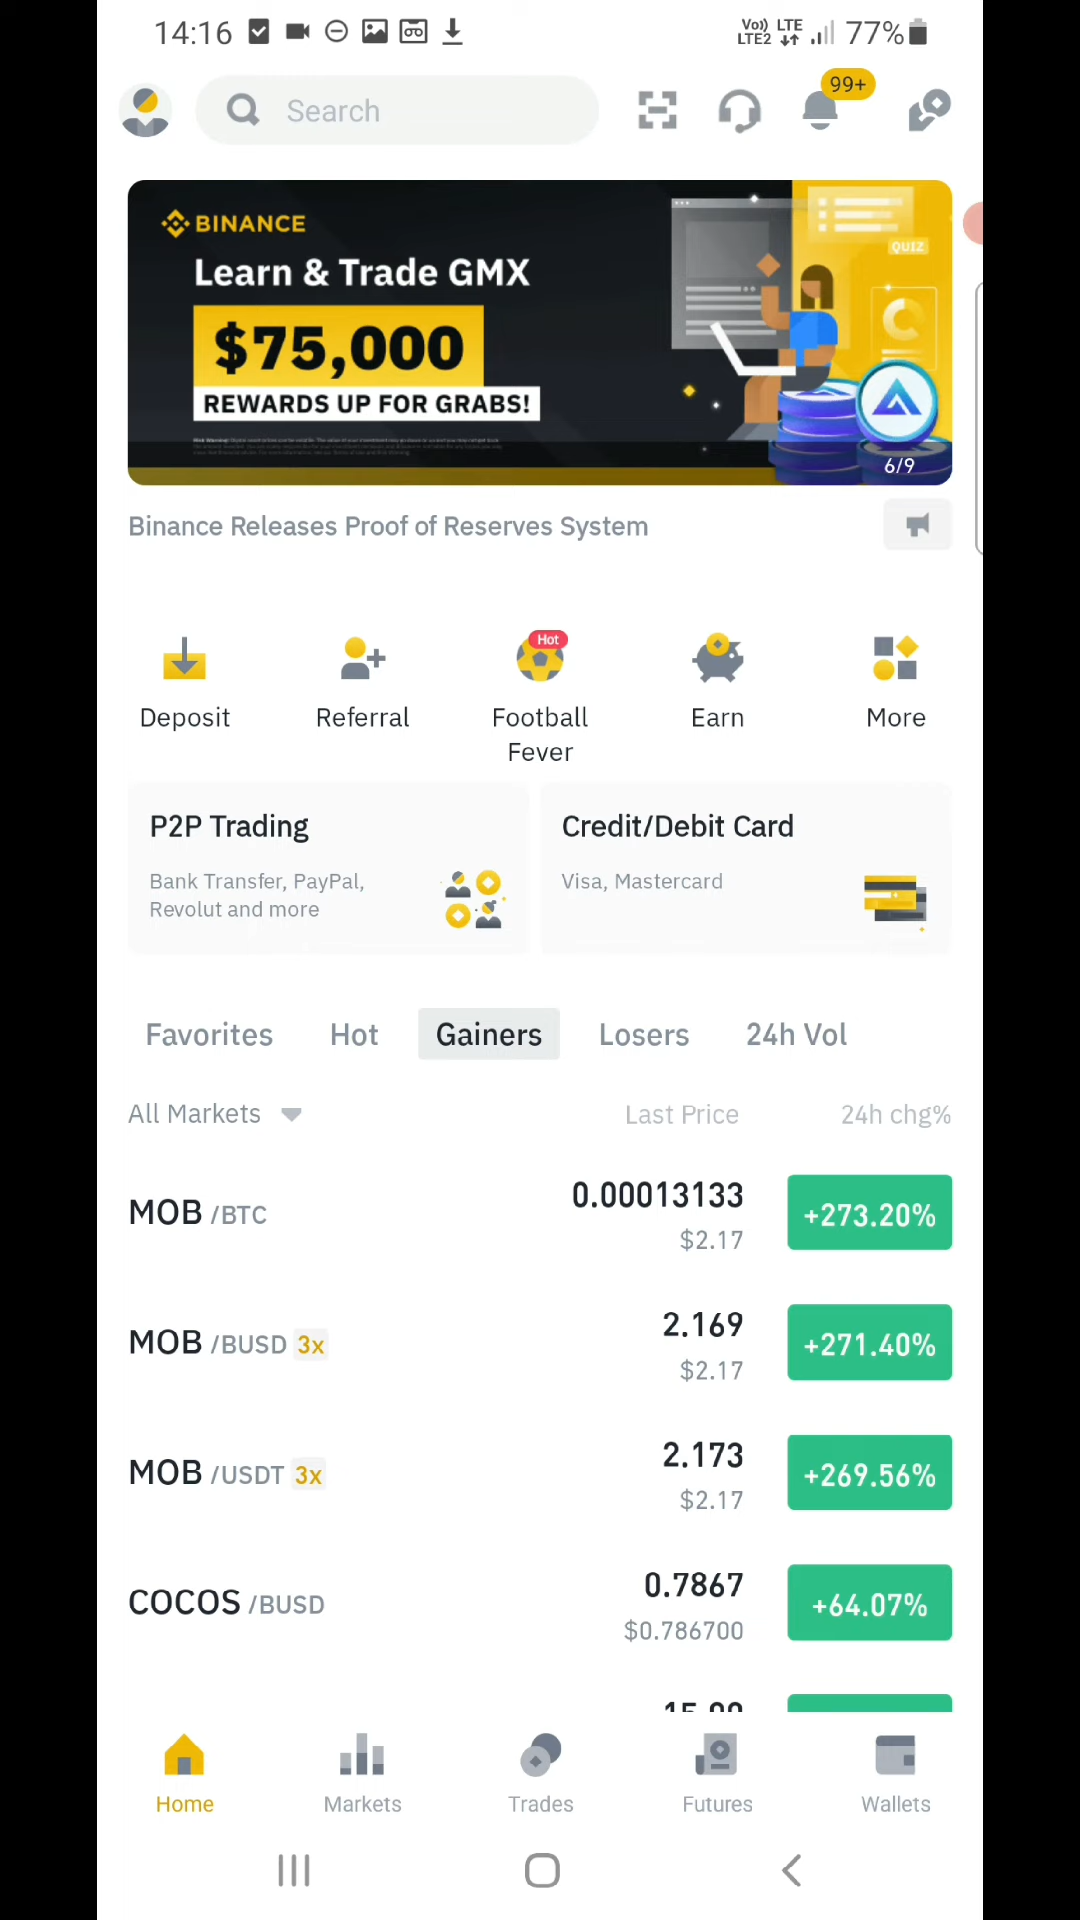 14:16
Vo)) LTE
LTE2
77%
99+
Search
BINANCE
QUIZ
Learn & Trade GMX
$75,000
REWARDS UP FOR GRABS!
6/9
Binance Releases Proof of Reserves System
Hot
Deposit
Referral
Football
Fever
Earn
More
P2P Trading
Bank Transfer, PayPal,
Revolut and more
Credit/Debit Card
Visa, Mastercard
Favorites
Hot
Gainers
Losers
24h Vol
All Markets
Last Price
24h chg%
MOB /BTC
0.00013133
$2.17
+273.20%
MOB /BUSD 3x
2.169
$2.17
+271.40%
MOB /USDT 3x
2.173
$2.17
+269.56%
COCOS /BUSD
0.7867
$0.786700
+64.07%
Home
Markets
Trades
Futures
Wallets